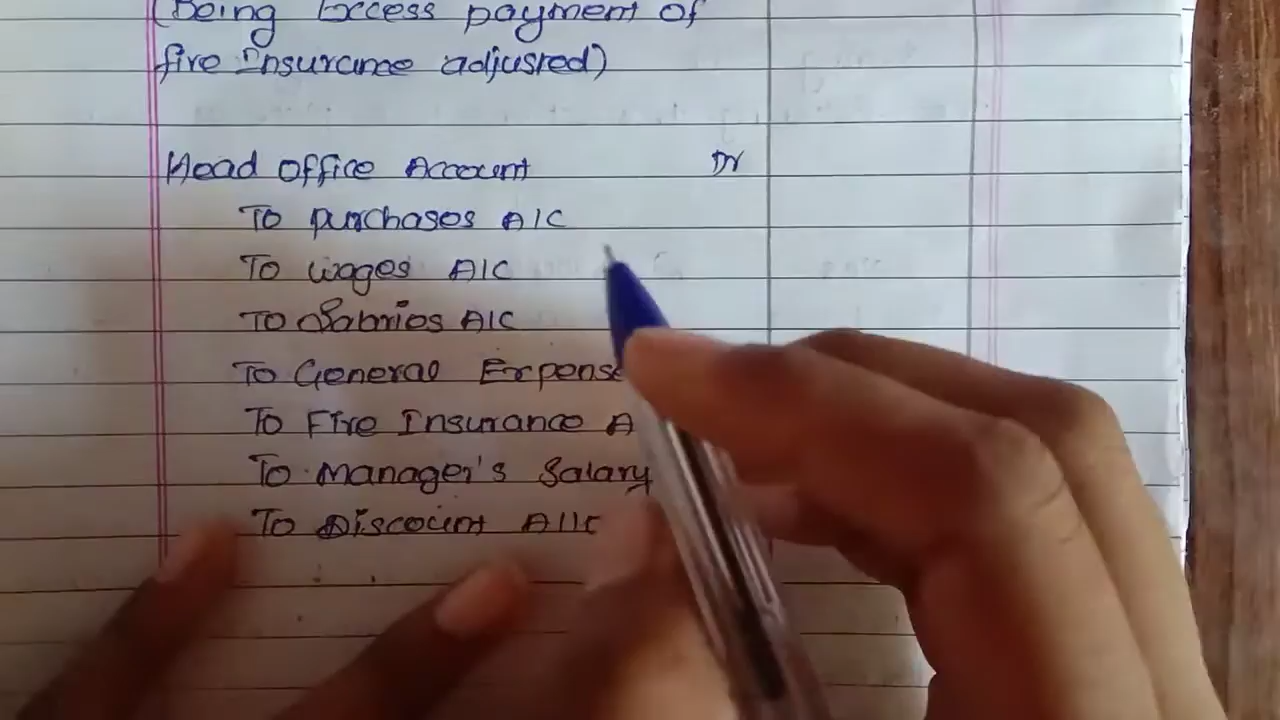 (Being Excess payment of
fire Insurance adjusted)
Head Office Account Dr
To purchases A/C
To wages A/C
To Salaries A/C
To General Expense
To Fire Insurance A
To Manager's Salary
To Discount A/c